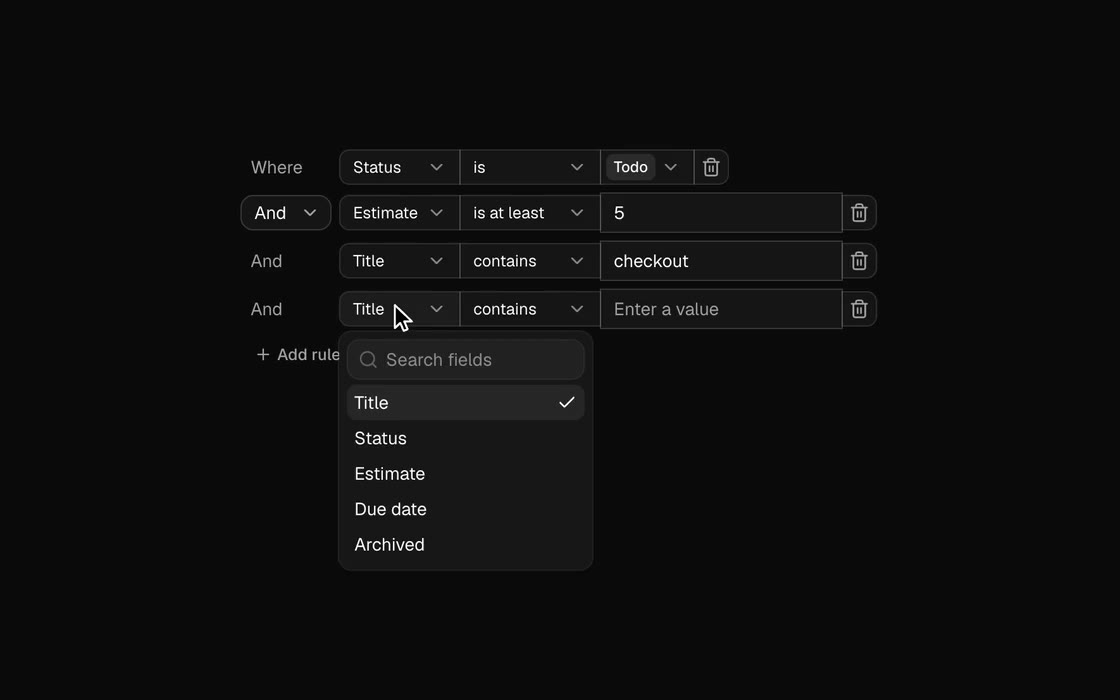 Where Status is Todo
And Estimate is at least 5
And Title contains checkout
And Title contains Enter a value
+ Add rule
Search fields
Title
Status
Estimate
Due date
Archived